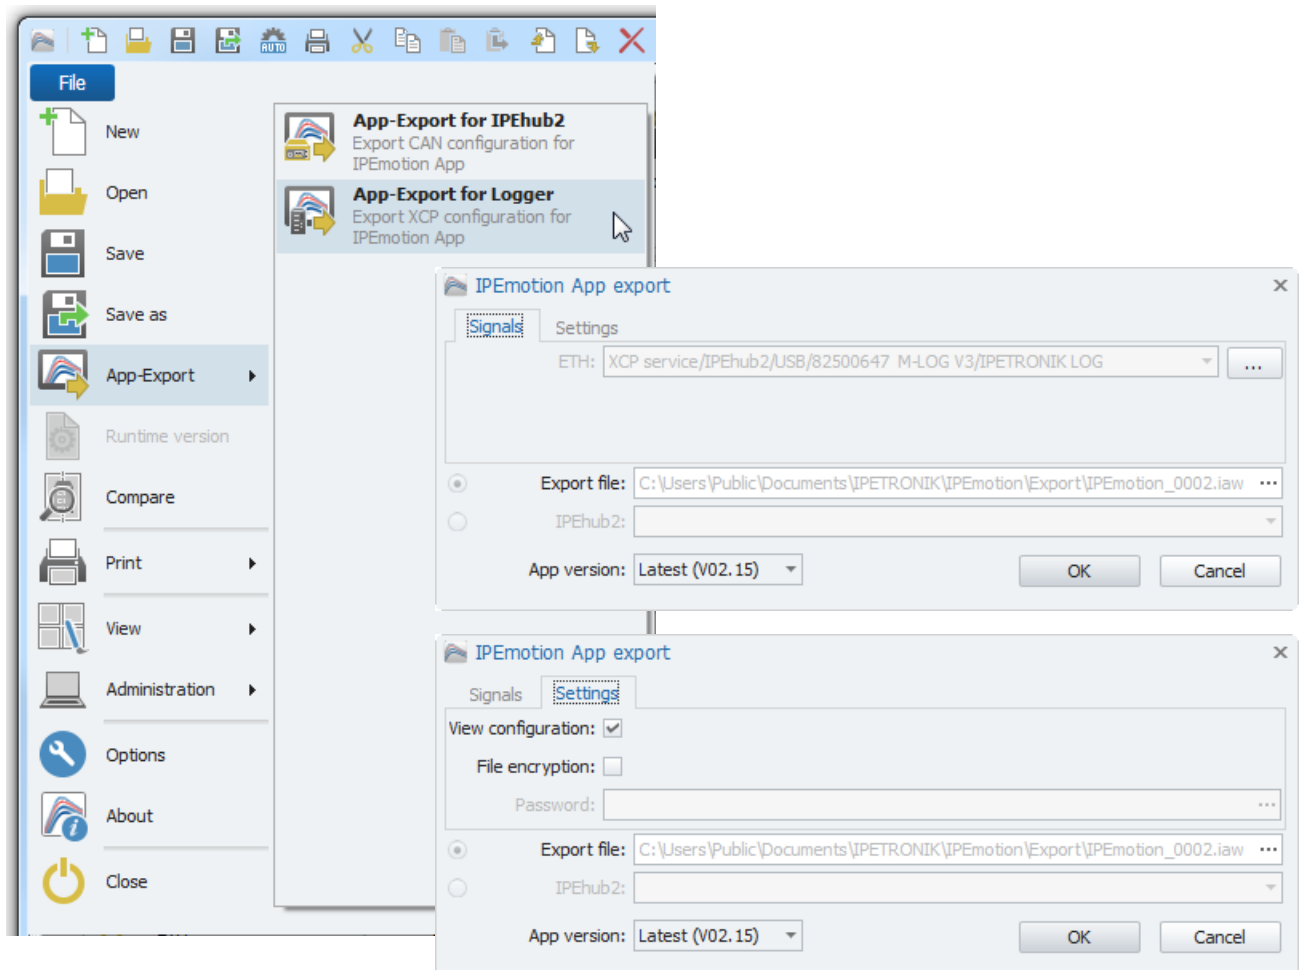 AUTO
File
New
Open
Save
Save as
App-Export
Runtime version
Compare
Print
View
Administration
Options
About
Close
App-Export for IPEhub2
Export CAN configuration for
IPEmotion App
App-Export for Logger
Export XCP configuration for
IPEmotion App
IPEmotion App export
Signals Settings
ETH: XCP service/IPEhub2/USB/82500647 M-LOG V3/IPETRONIK LOG ...
Export file: C:\Users\Public\Documents\IPETRONIK\IPEmotion\Export\IPEmotion_0002.iaw ...
IPEhub2:
App version: Latest (V02.15) OK Cancel
IPEmotion App export
Signals Settings
View configuration:
File encryption:
Password: ...
Export file: C:\Users\Public\Documents\IPETRONIK\IPEmotion\Export\IPEmotion_0002.iaw ...
IPEhub2:
App version: Latest (V02.15) OK Cancel